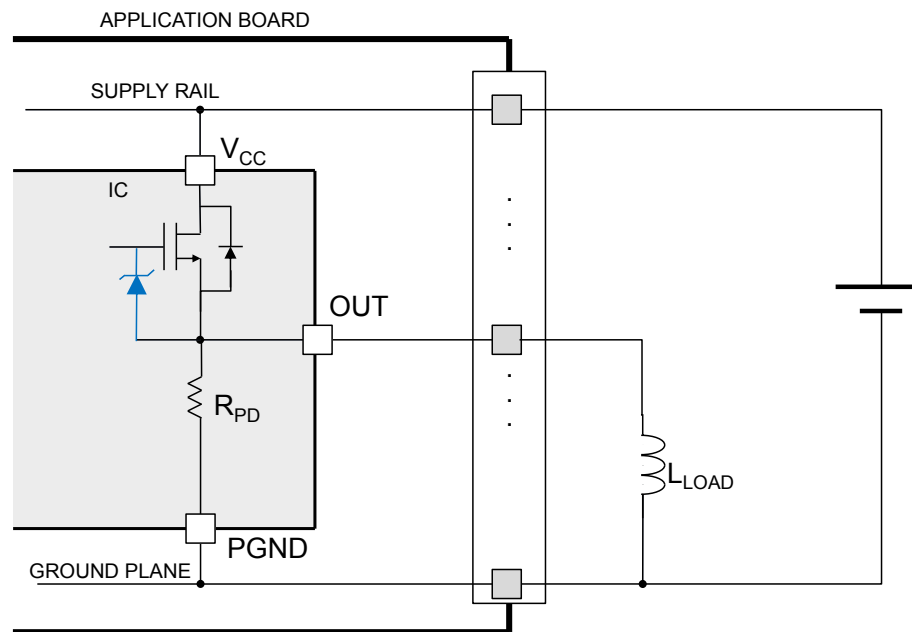 APPLICATION BOARD
SUPPLY RAIL
VCC
IC
OUT
RPD
LLOAD
PGND
GROUND PLANE